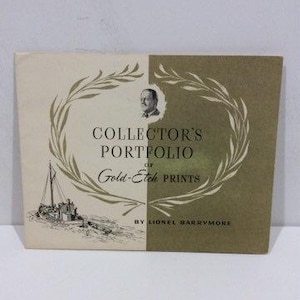 COLLECTOR'S
PORTFOLIO
OF
Gold-Etch PRINTS
BY LIONEL BARRYMORE